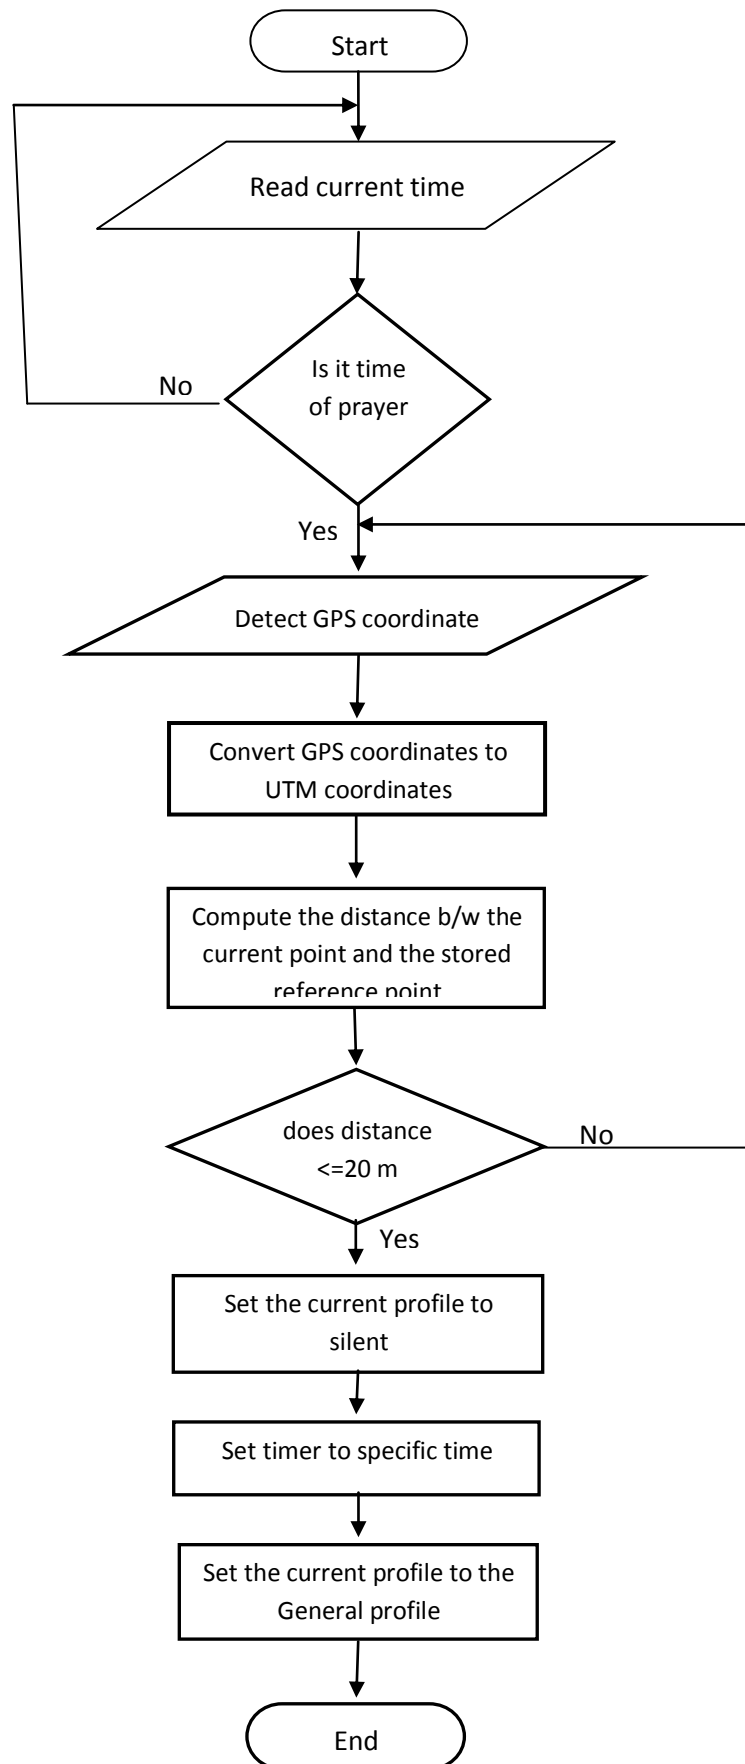 Start
Read current time
Is it time
of prayer
No
Yes
Detect GPS coordinate
Convert GPS coordinates to
UTM coordinates
Compute the distance b/w the
current point and the stored
reference point
does distance
<=20 m
No
Yes
Set the current profile to
silent
Set timer to specific time
Set the current profile to the
General profile
End